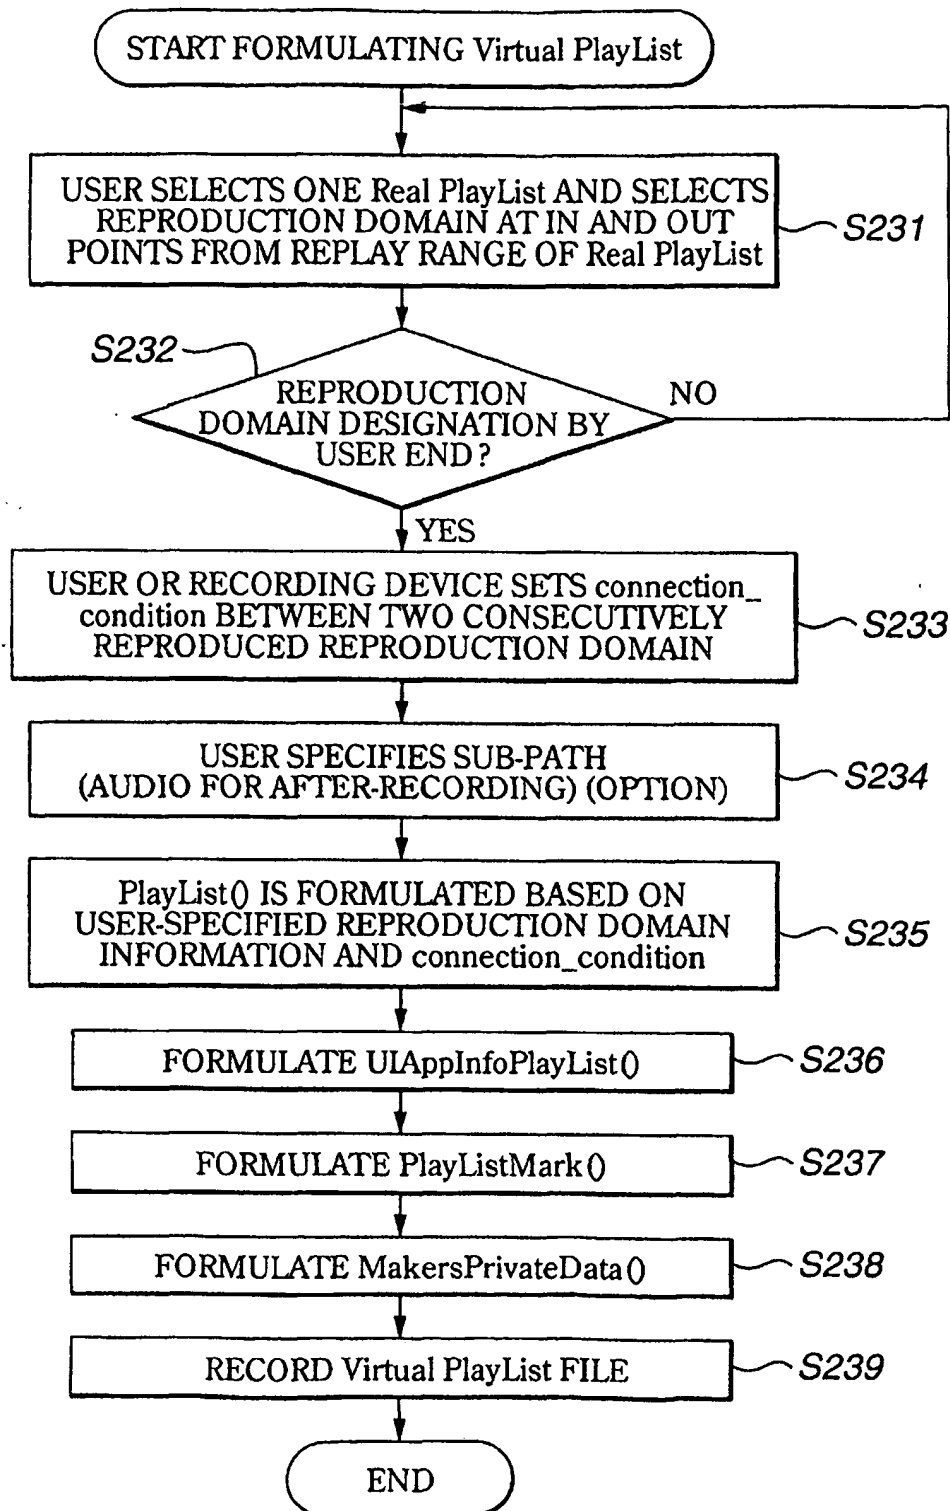 START FORMULATING Virtual PlayList
USER SELECTS ONE Real PlayList AND SELECTS
REPRODUCTION DOMAIN AT IN AND OUT
POINTS FROM REPLAY RANGE OF Real PlayList
S231
S232
REPRODUCTION
DOMAIN DESIGNATION BY
USER END?
NO
YES
USER OR RECORDING DEVICE SETS connection_
condition BETWEEN TWO CONSECUTIVELY
REPRODUCED REPRODUCTION DOMAIN
S233
USER SPECIFIES SUB-PATH
(AUDIO FOR AFTER-RECORDING) (OPTION)
S234
PlayList() IS FORMULATED BASED ON
USER-SPECIFIED REPRODUCTION DOMAIN
INFORMATION AND connection_condition
S235
FORMULATE UIAppInfoPlayList()
S236
FORMULATE PlayListMark()
S237
FORMULATE MakersPrivateData()
S238
RECORD Virtual PlayList FILE
S239
END